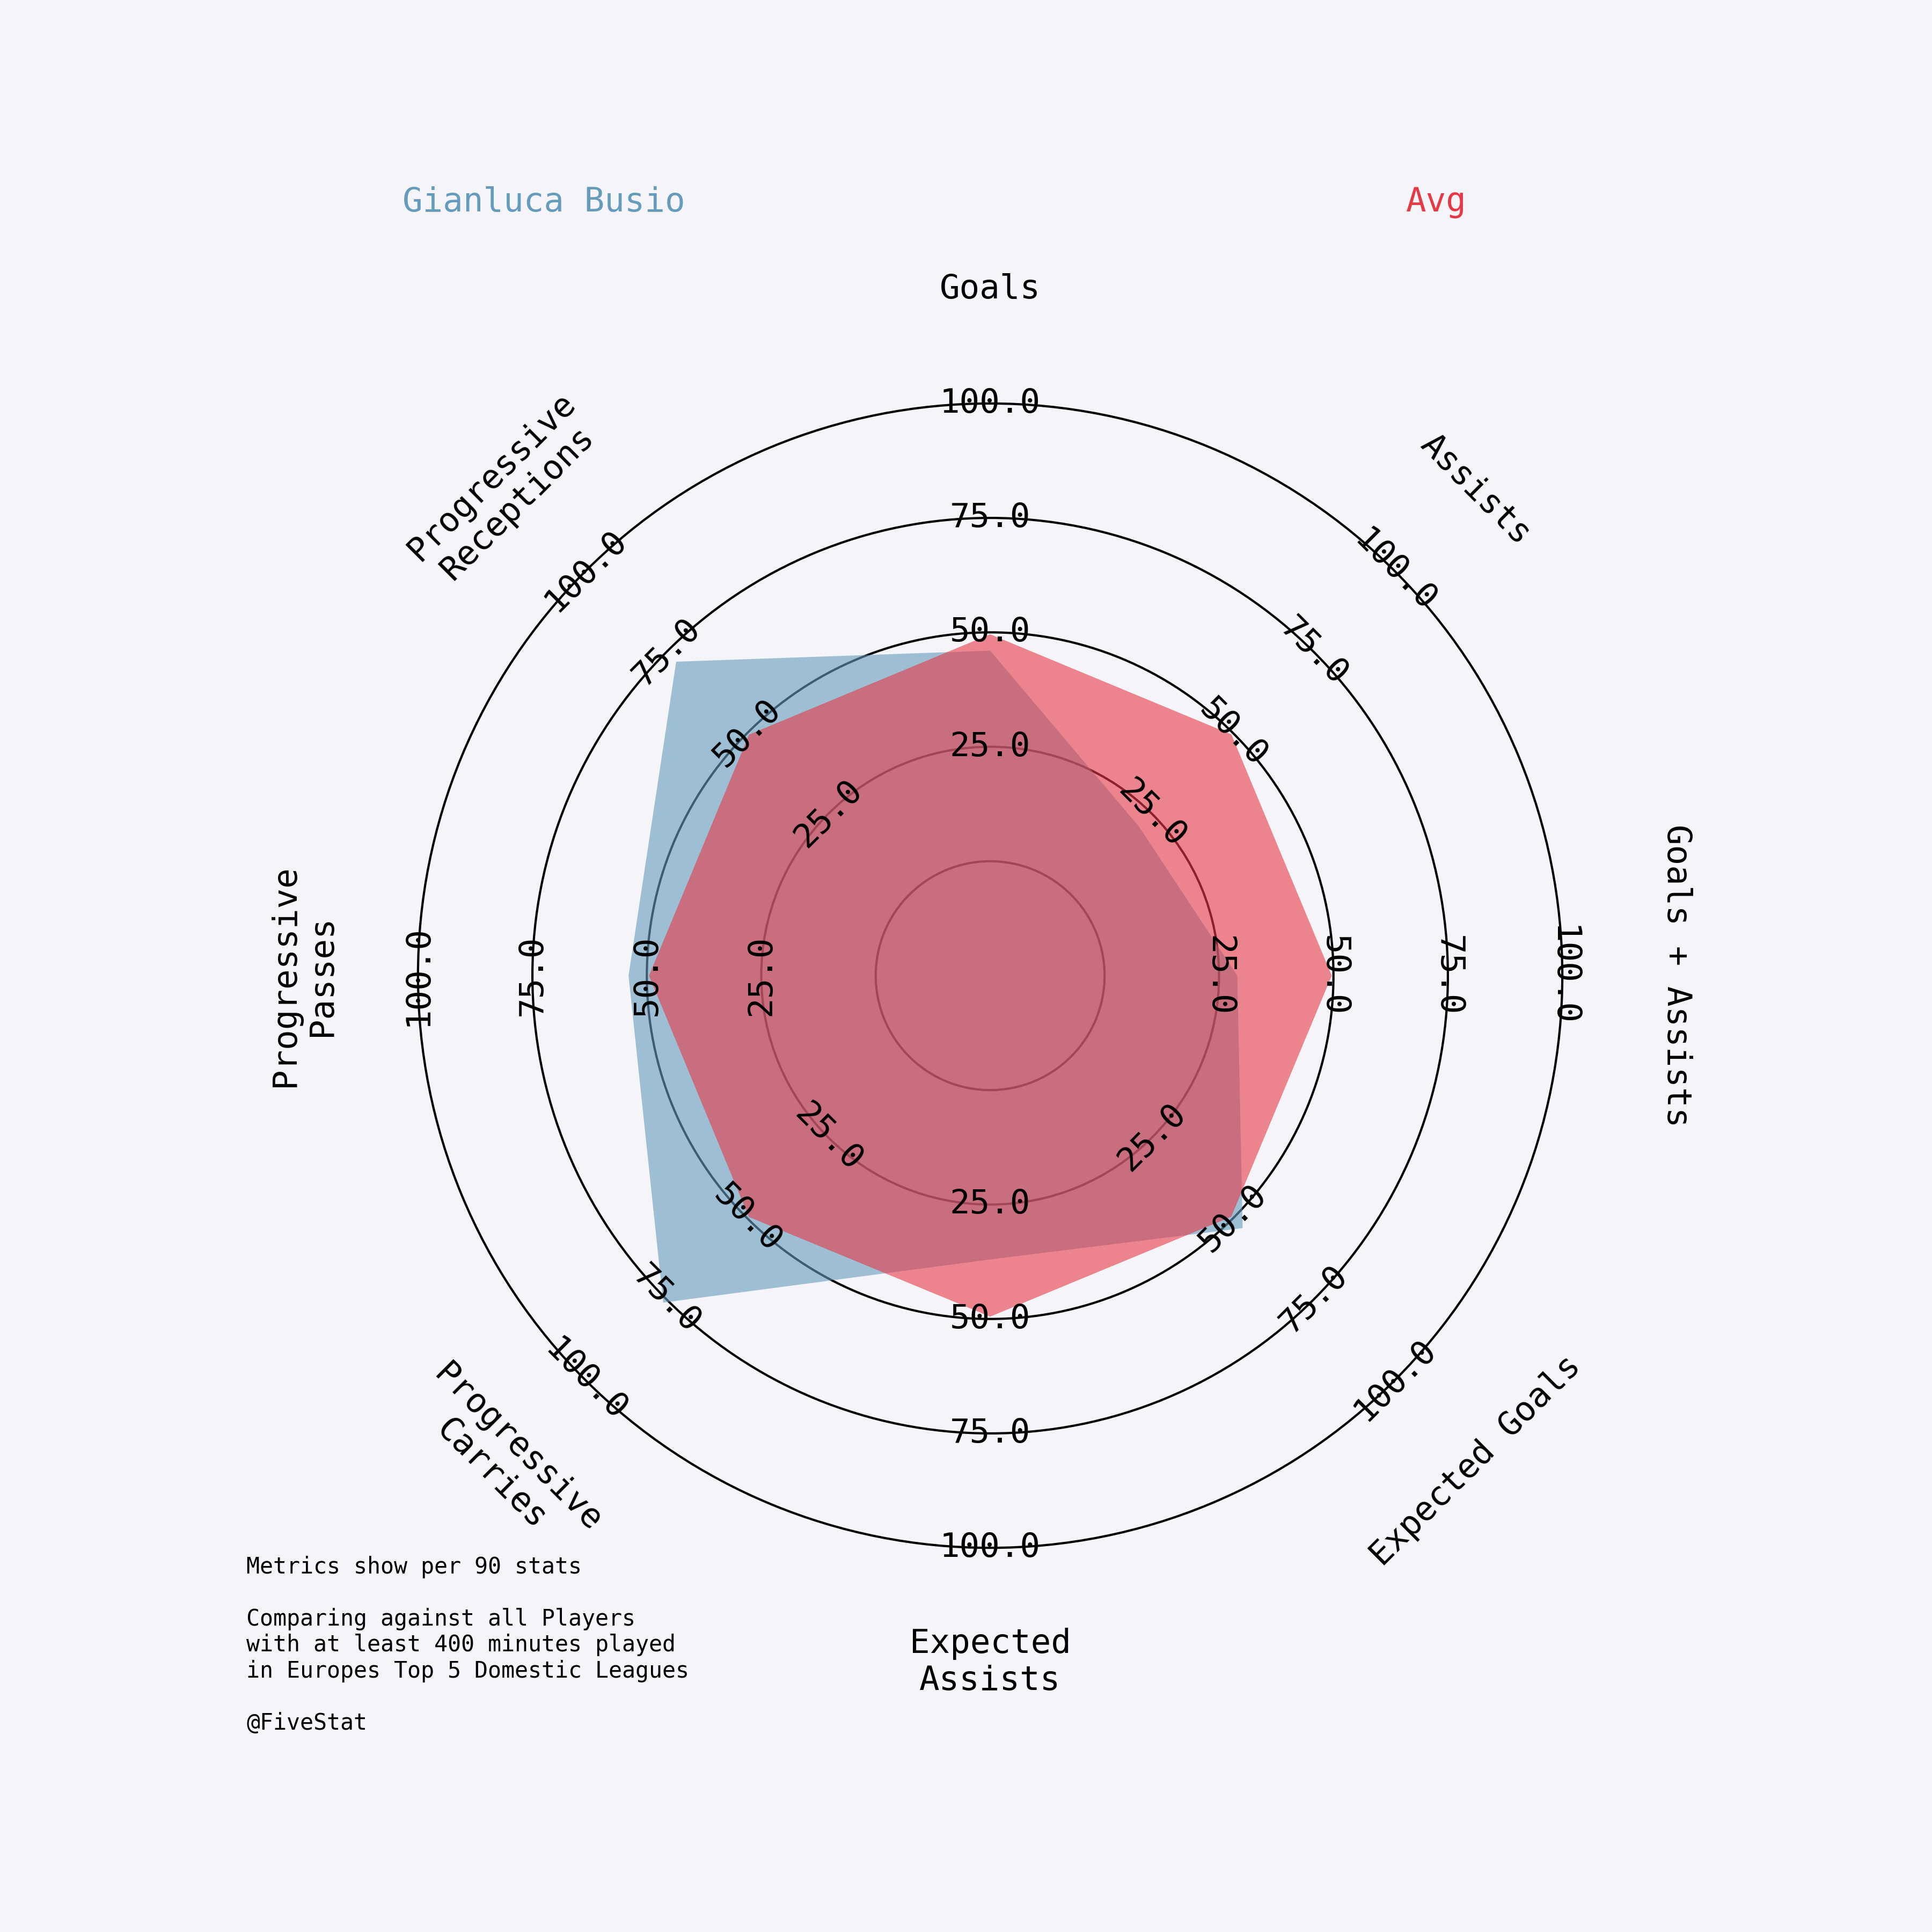 Gianluca Busio
Avg
Goals
Assists
Goals + Assists
Expected Goals
Expected
Assists
Progressive
Carries
Progressive
Passes
Progressive
Receptions
25.0
50.0
75.0
100.0
25.0
50.0
75.0
100.0
25.0
50.0
75.0
100.0
25.0
50.0
75.0
100.0
25.0
50.0
75.0
100.0
25.0
50.0
75.0
100.0
25.0
50.0
75.0
100.0
25.0
50.0
75.0
100.0
Metrics show per 90 stats
Comparing against all Players
with at least 400 minutes played
in Europes Top 5 Domestic Leagues
@FiveStat